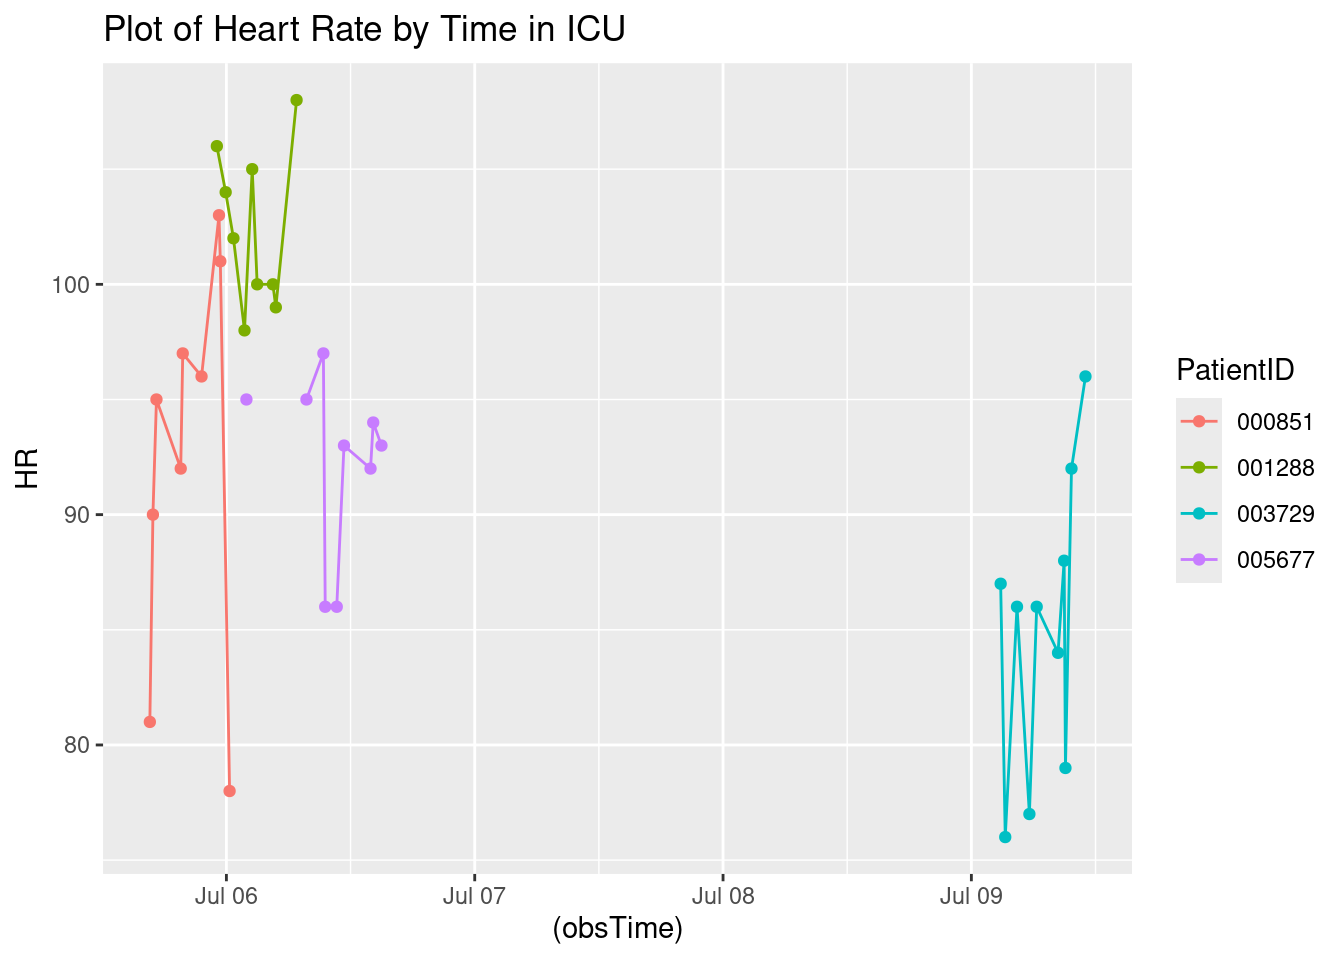 Plot of Heart Rate by Time in ICU
HR
100
90
80
Jul 06 Jul 07 Jul 08 Jul 09
(obsTime)
PatientID
000851
001288
003729
005677